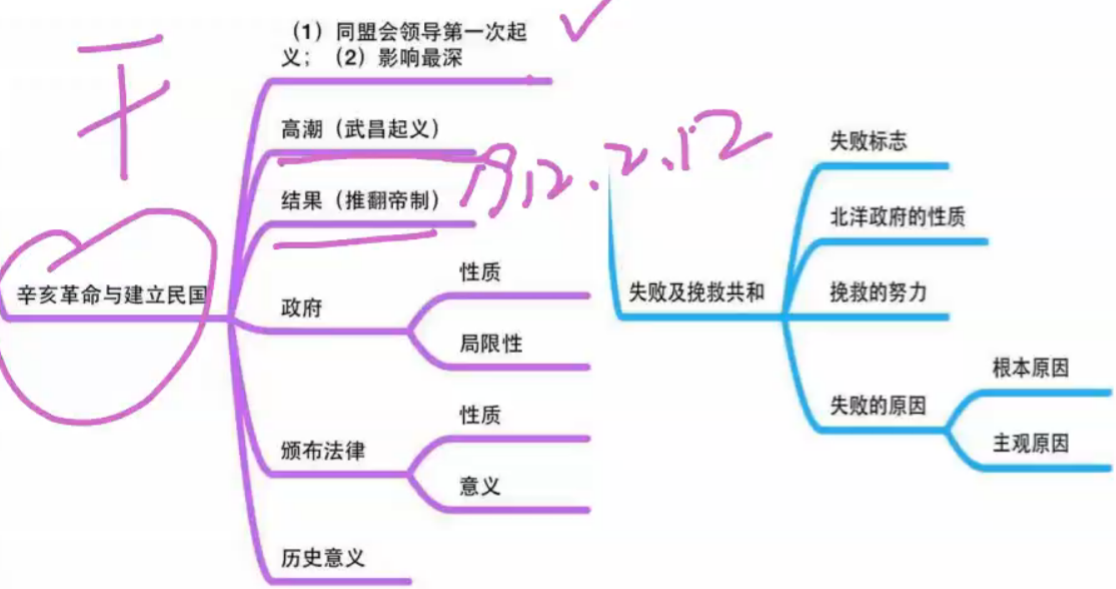 （1）同盟会领导第一次起
义；（2）影响最深
高潮（武昌起义）
结果（推翻帝制）
辛亥革命与建立民国
政府
性质
局限性
颁布法律
性质
意义
历史意义
1912.2.12
失败及挽救共和
失败标志
北洋政府的性质
挽救的努力
失败的原因
根本原因
主观原因